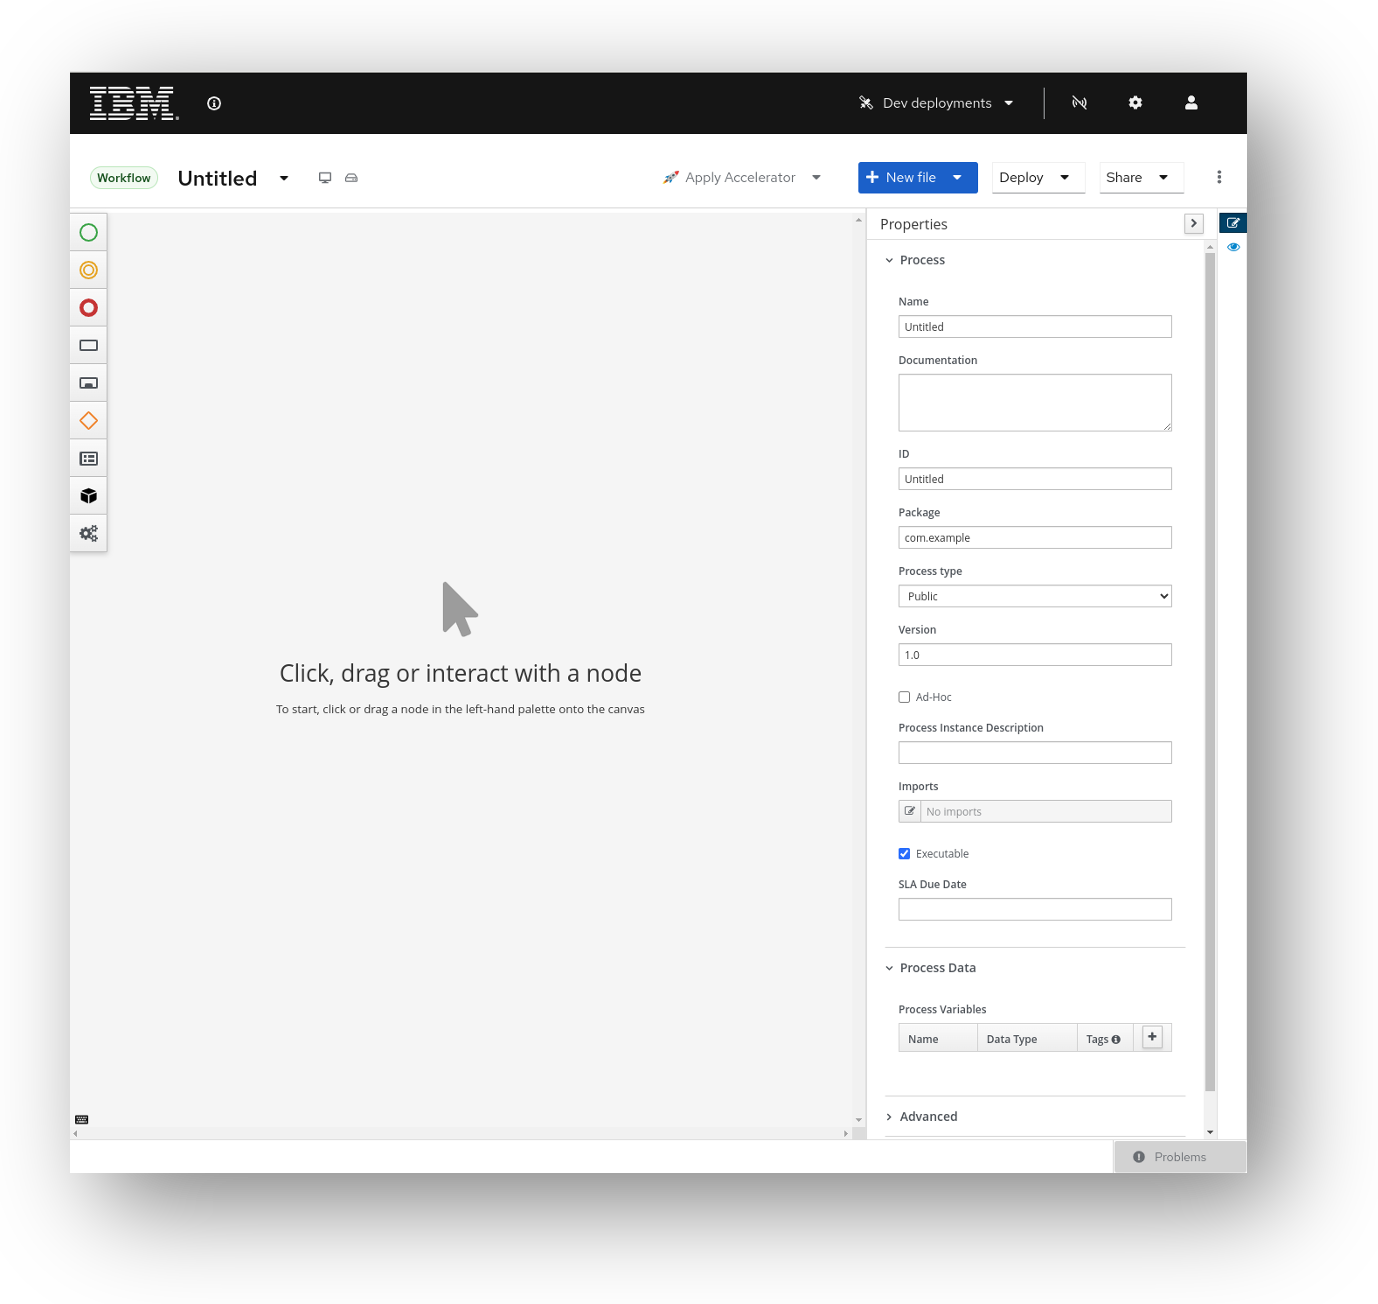 IBM.
Dev deployments
Workflow
Untitled
Apply Accelerator
New file
Deploy
Share
Properties
Process
Name
Untitled
Documentation
ID
Untitled
Package
com.example
Process type
Public
Version
1.0
Ad-Hoc
Process Instance Description
Imports
No imports
Executable
SLA Due Date
Process Data
Process Variables
Name Data Type Tags
Advanced
Click, drag or interact with a node
To start, click or drag a node in the left-hand palette onto the canvas
Problems